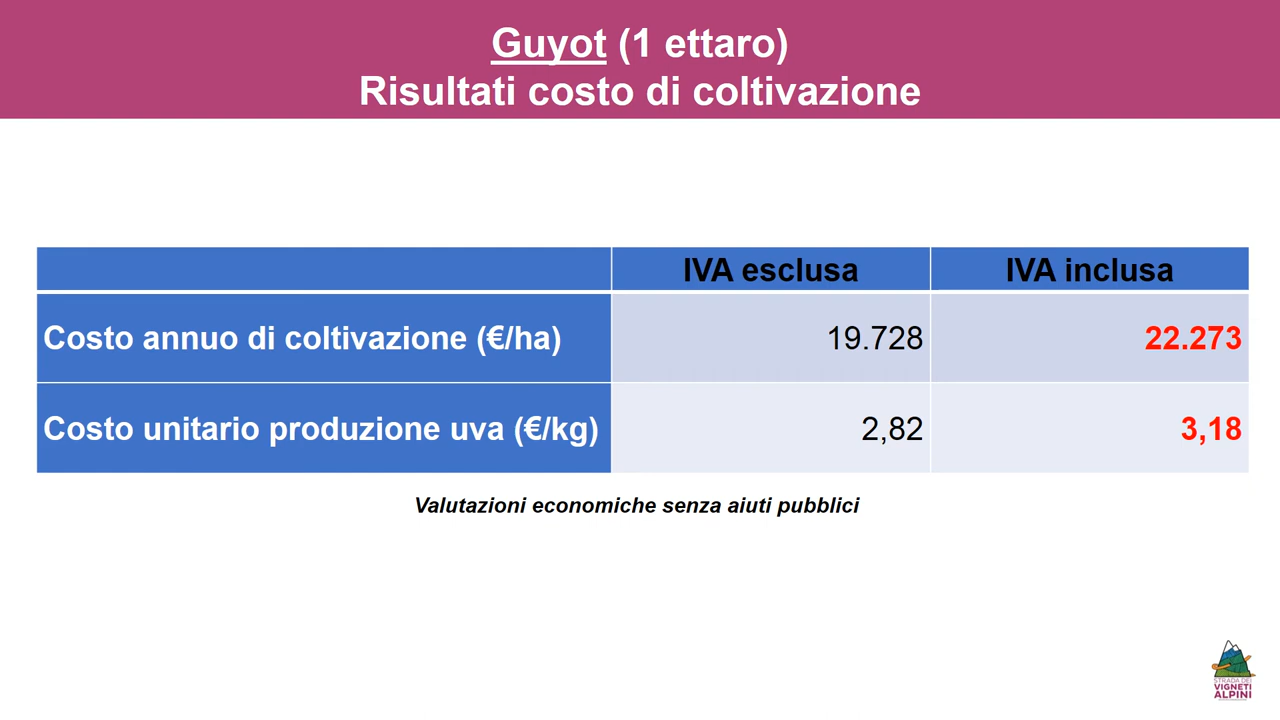 Guyot (1 ettaro)
Risultati costo di coltivazione
IVA esclusa IVA inclusa
Costo annuo di coltivazione (€/ha) 19.728 22.273
Costo unitario produzione uva (€/kg) 2,82 3,18
Valutazioni economiche senza aiuti pubblici
STRADA DEI
VIGNETI
ALPINI